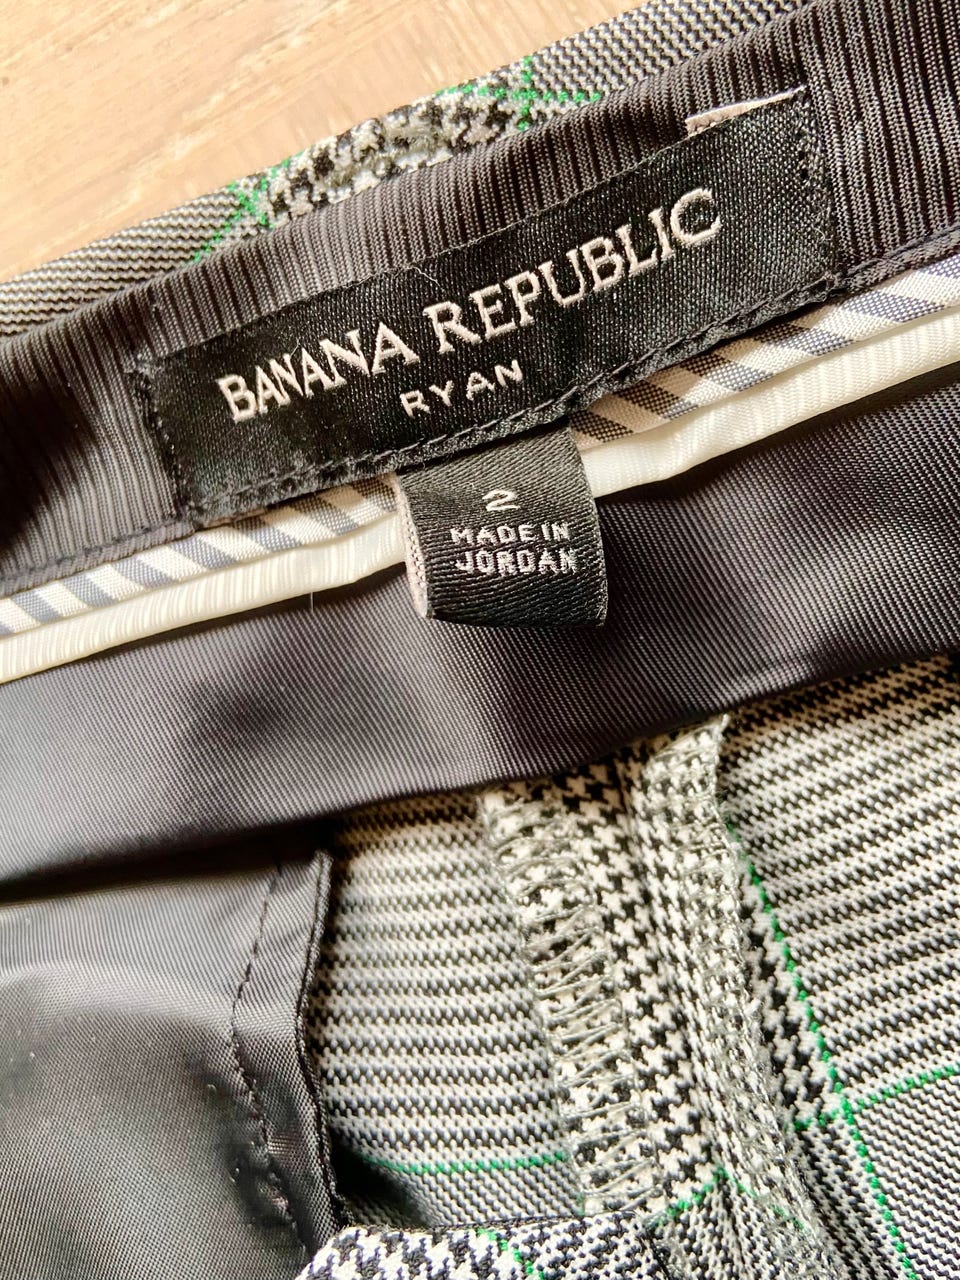 BANANA REPUBLIC
RYAN
2
MADE IN
JORDAN